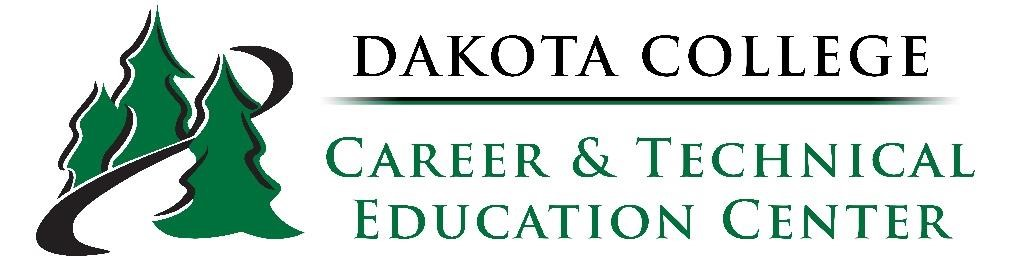 DAKOTA COLLEGE
CAREER & TECHNICAL
EDUCATION CENTER